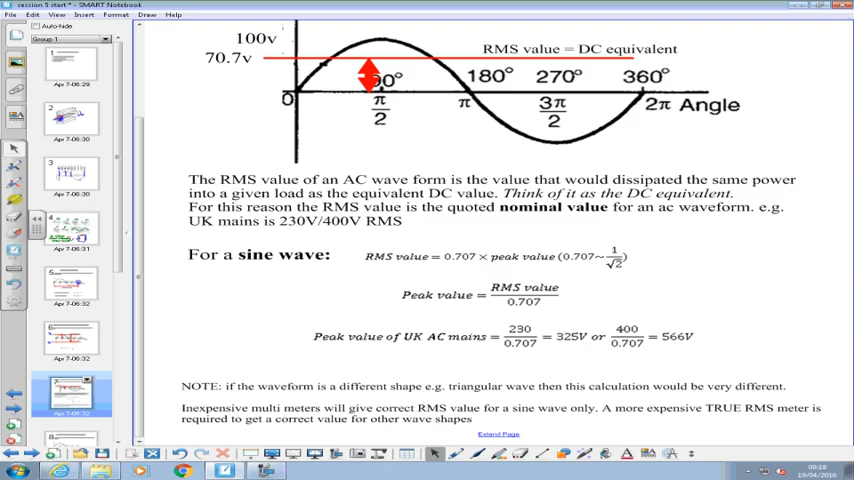 session 5 start * - SMART Notebook
File Edit View Insert Format Draw Help
Auto-hide
Group 1
1
Apr 7-06:29
2
Apr 7-06:30
3
Apr 7-06:30
4
Apr 7-06:31
5
Apr 7-06:32
6
Apr 7-06:32
7
Apr 7-06:32
8
100v
70.7v
RMS value = DC equivalent
90° 180° 270° 360°
0 π/2 π 3π/2 2π Angle
The RMS value of an AC wave form is the value that would dissipated the same power
into a given load as the equivalent DC value. Think of it as the DC equivalent.
For this reason the RMS value is the quoted nominal value for an ac waveform. e.g.
UK mains is 230V/400V RMS
For a sine wave: RMS value = 0.707 × peak value (0.707~1/√2)
Peak value = RMS value/0.707
Peak value of UK AC mains = 230/0.707 = 325V or 400/0.707 = 566V
NOTE: if the waveform is a different shape e.g. triangular wave then this calculation would be very different.
Inexpensive multi meters will give correct RMS value for a sine wave only. A more expensive TRUE RMS meter is
required to get a correct value for other wave shapes
Extend Page
09:18
19/04/2016